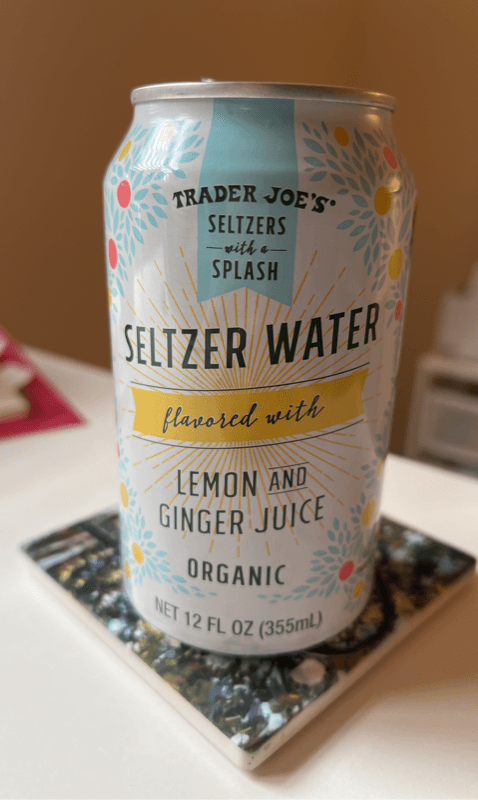 TRADER JOE'S®
SELTZERS
with a
SPLASH
SELTZER WATER
flavored with
LEMON AND
GINGER JUICE
ORGANIC
NET 12 FL OZ (355mL)